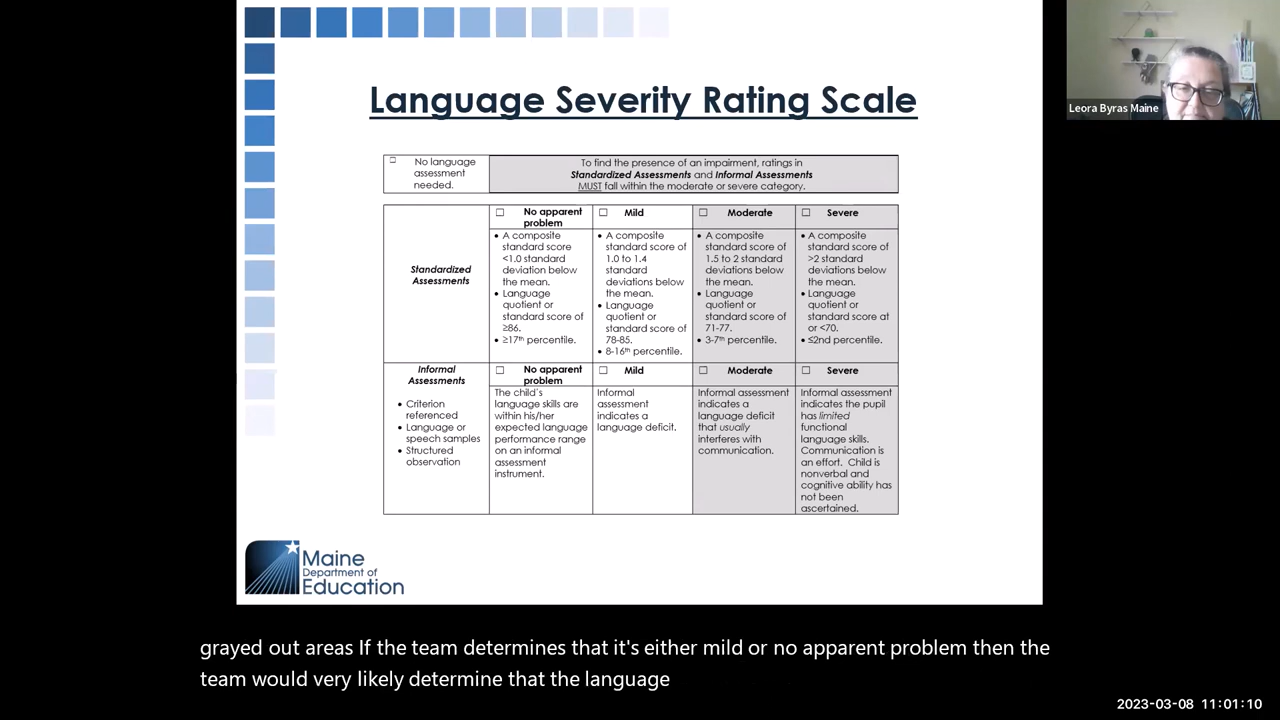 Language Severity Rating Scale
☐ No language
assessment
needed.
To find the presence of an impairment, ratings in
Standardized Assessments and Informal Assessments
MUST fall within the moderate or severe category.
Standardized
Assessments
☐ No apparent
problem
• A composite
standard score
<1.0 standard
deviation below
the mean.
• Language
quotient or
standard score of
≥86.
• ≥17th percentile.
☐ Mild
• A composite
standard score of
1.0 to 1.4
standard
deviations below
the mean.
• Language
quotient or
standard score of
78-85.
• 8-16th percentile.
☐ Moderate
• A composite
standard score of
1.5 to 2 standard
deviations below
the mean.
• Language
quotient or
standard score of
71-77.
• 3-7th percentile.
☐ Severe
• A composite
standard score of
>2 standard
deviations below
the mean.
• Language
quotient or
standard score at
or <70.
• ≤2nd percentile.
Informal
Assessments
• Criterion
referenced
• Language or
speech samples
• Structured
observation
☐ No apparent
problem
The child's
language skills are
within his/her
expected language
performance range
on an informal
assessment
instrument.
☐ Mild
Informal
assessment
indicates a
language deficit.
☐ Moderate
Informal assessment
indicates a
language deficit
that usually
interferes with
communication.
☐ Severe
Informal assessment
indicates the pupil
has limited
functional
language skills.
Communication is
an effort. Child is
nonverbal and
cognitive ability has
not been
ascertained.
Maine
Department of
Education
Leora Byras Maine
grayed out areas If the team determines that it's either mild or no apparent problem then the
team would very likely determine that the language
2023-03-08 11:01:10